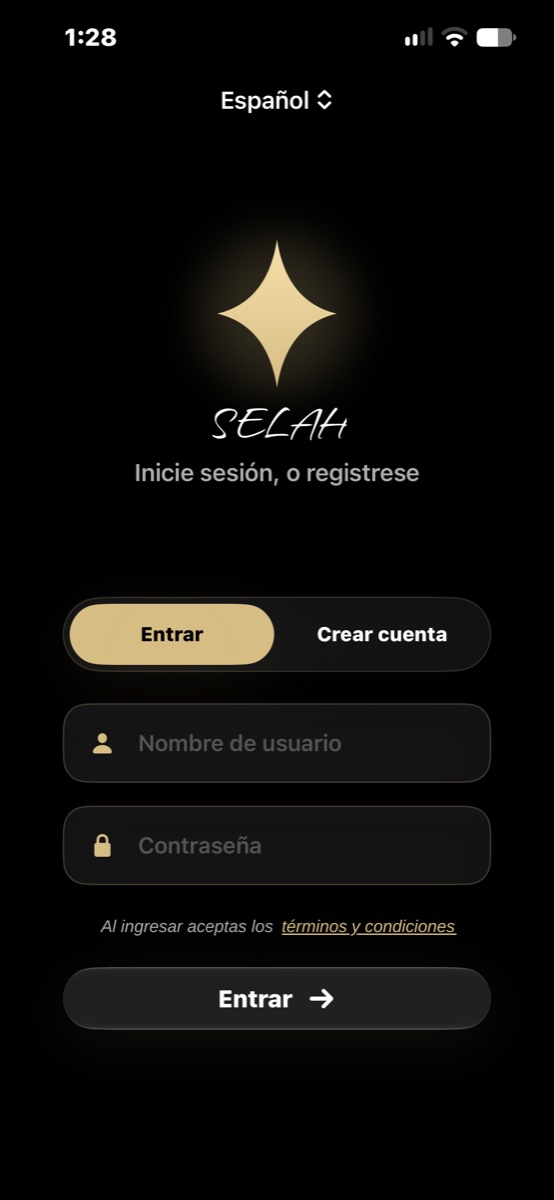 1:28
Español
SELAH
Inicie sesión, o registrese
Entrar Crear cuenta
Nombre de usuario
Contraseña
Al ingresar aceptas los términos y condiciones
Entrar →